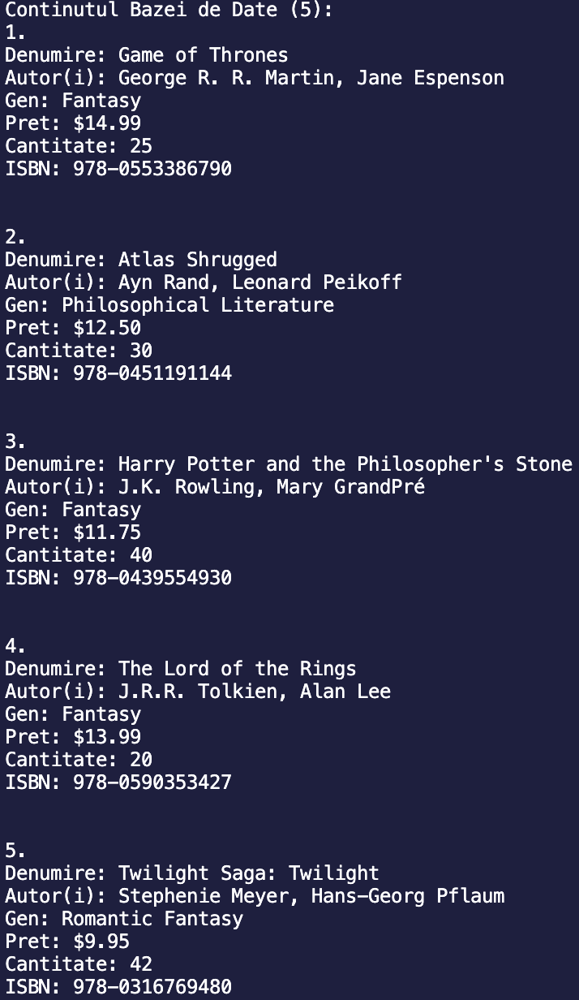 Continutul Bazei de Date (5):
1.
Denumire: Game of Thrones
Autor(i): George R. R. Martin, Jane Espenson
Gen: Fantasy
Pret: $14.99
Cantitate: 25
ISBN: 978-0553386790
2.
Denumire: Atlas Shrugged
Autor(i): Ayn Rand, Leonard Peikoff
Gen: Philosophical Literature
Pret: $12.50
Cantitate: 30
ISBN: 978-0451191144
3.
Denumire: Harry Potter and the Philosopher's Stone
Autor(i): J.K. Rowling, Mary GrandPré
Gen: Fantasy
Pret: $11.75
Cantitate: 40
ISBN: 978-0439554930
4.
Denumire: The Lord of the Rings
Autor(i): J.R.R. Tolkien, Alan Lee
Gen: Fantasy
Pret: $13.99
Cantitate: 20
ISBN: 978-0590353427
5.
Denumire: Twilight Saga: Twilight
Autor(i): Stephenie Meyer, Hans-Georg Pflaum
Gen: Romantic Fantasy
Pret: $9.95
Cantitate: 42
ISBN: 978-0316769480